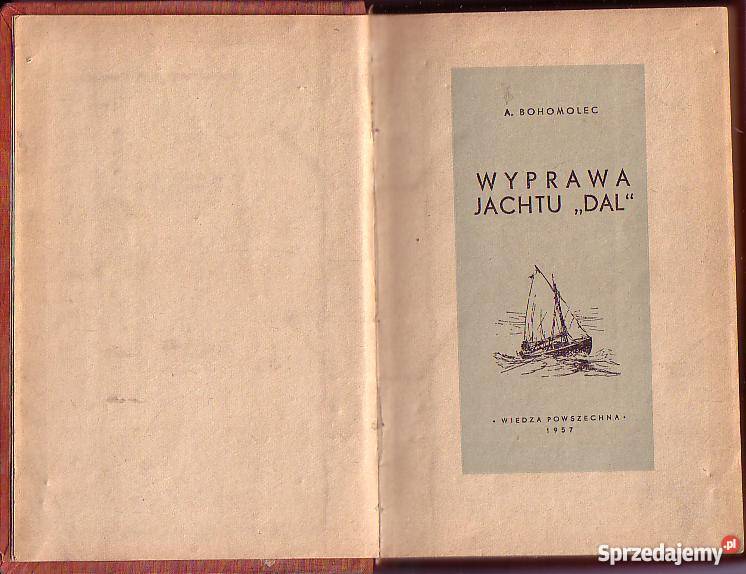 A. BOHOMOLEC
WYPRAWA
JACHTU „DAL“
• WIEDZA POWSZECHNA •
1957
Sprzedajemy.pl